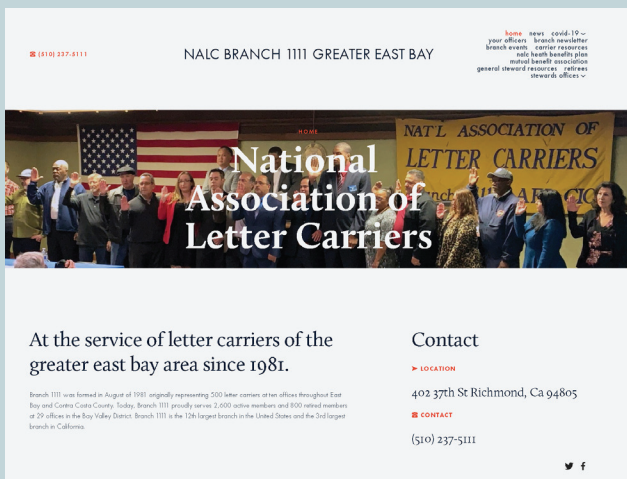 ☎ (510) 237-5111
NALC BRANCH 1111 GREATER EAST BAY
home news covid-19
your officers branch newsletter
branch events carrier resources
nalc heath benefits plan
mutual benefit association
general steward resources retirees
stewards offices
HOME
NAT'L ASSOCIATION OF
LETTER CARRIERS
National
Association of
Letter Carriers
At the service of letter carriers of the
greater east bay area since 1981.
Branch 1111 was formed in August of 1981 originally representing 500 letter carriers at ten offices throughout East
Bay and Contra Costa County. Today, Branch 1111 proudly serves 2,600 active members and 800 retired members
at 29 offices in the Bay Valley District. Branch 1111 is the 12th largest branch in the United States and the 3rd largest
branch in California.
Contact
➤ LOCATION
402 37th St Richmond, Ca 94805
☎ CONTACT
(510) 237-5111